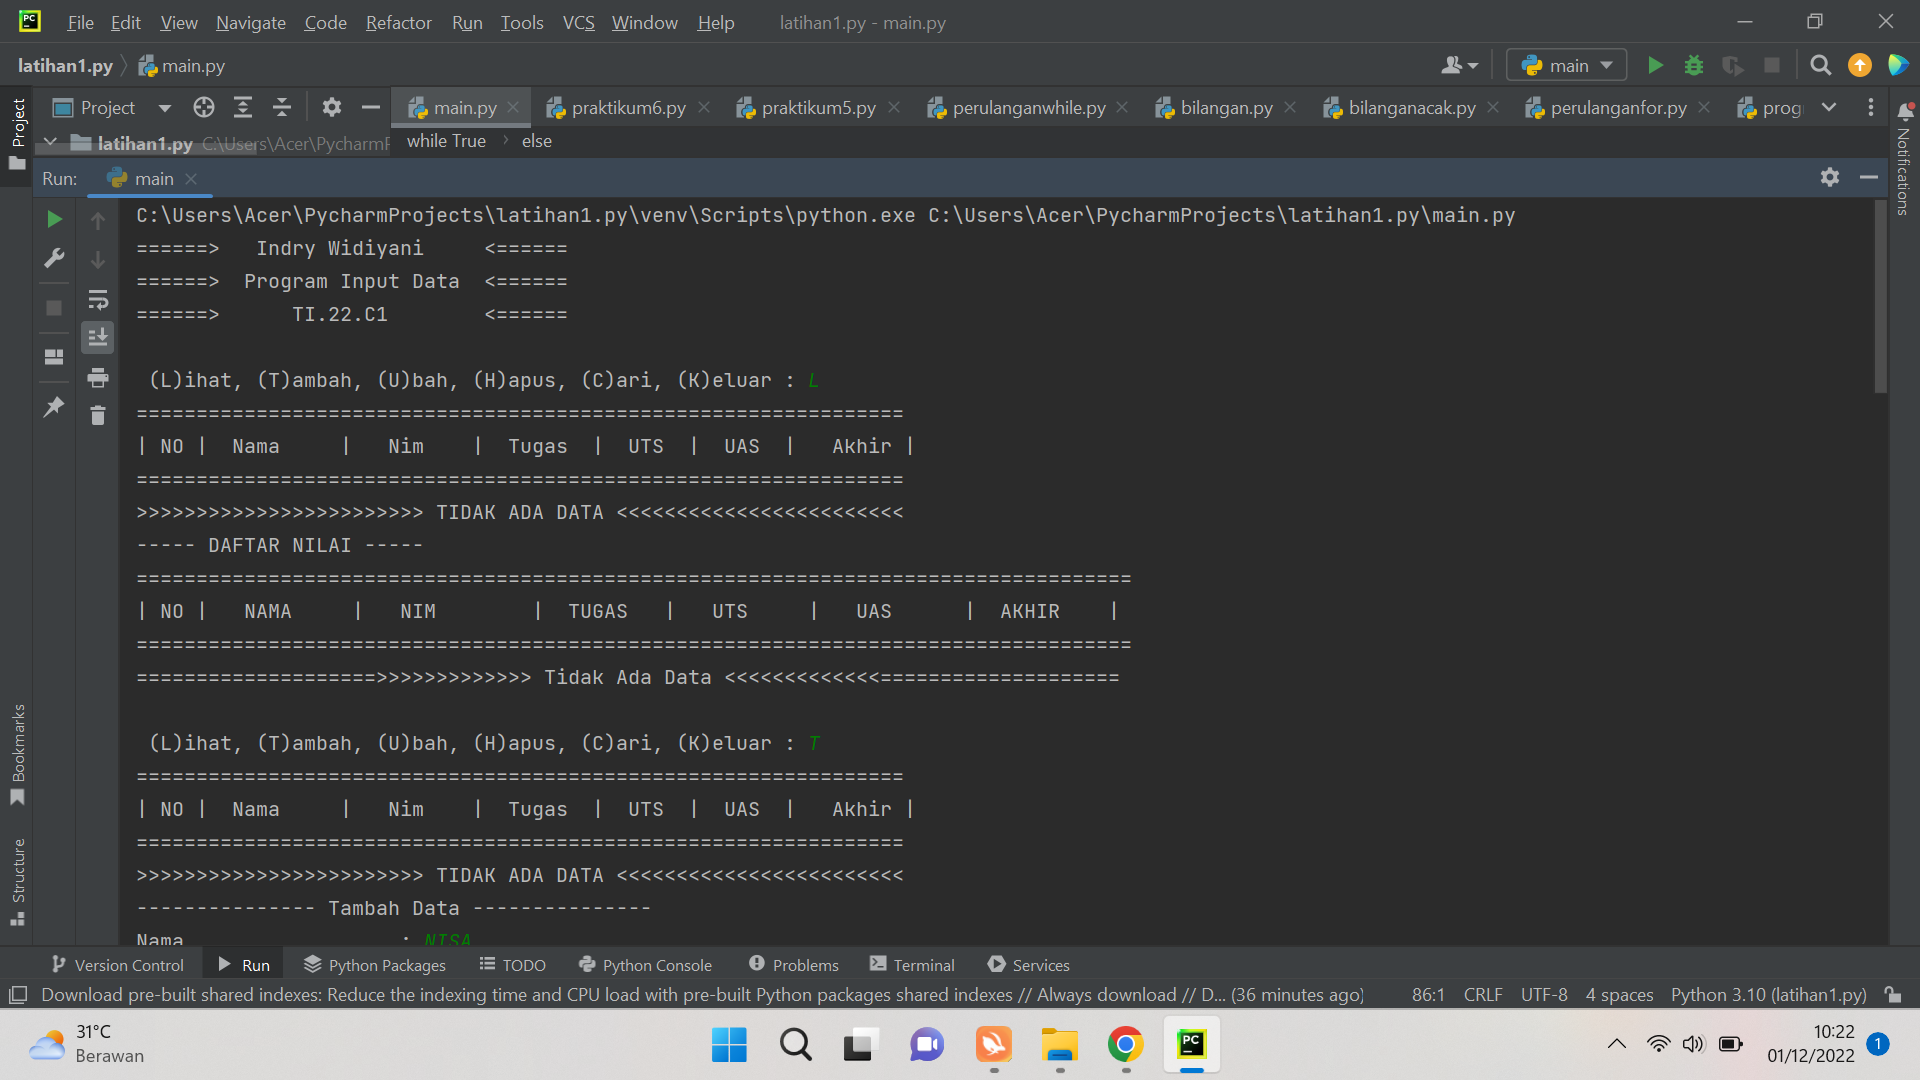 PC File Edit View Navigate Code Refactor Run Tools VCS Window Help latihan1.py - main.py
latihan1.py main.py main
Project main.py praktikum6.py praktikum5.py perulanganwhile.py bilangan.py bilanganacak.py perulanganfor.py prog
latihan1.py C:\Users\Acer\PycharmP while True else
Run: main
Project
Notifications
Bookmarks
Structure
C:\Users\Acer\PycharmProjects\latihan1.py\venv\Scripts\python.exe C:\Users\Acer\PycharmProjects\latihan1.py\main.py
======>   Indry Widiyani     <======
======>  Program Input Data  <======
======>      TI.22.C1        <======
(L)ihat, (T)ambah, (U)bah, (H)apus, (C)ari, (K)eluar : L
================================================================
| NO |  Nama     |   Nim    |  Tugas  |  UTS  |  UAS  |   Akhir |
================================================================
>>>>>>>>>>>>>>>>>>>>>>>> TIDAK ADA DATA <<<<<<<<<<<<<<<<<<<<<<<<
----- DAFTAR NILAI -----
===================================================================================
| NO |   NAMA     |   NIM        |  TUGAS   |   UTS     |   UAS      |  AKHIR    |
===================================================================================
====================>>>>>>>>>>>>> Tidak Ada Data <<<<<<<<<<<<<====================
(L)ihat, (T)ambah, (U)bah, (H)apus, (C)ari, (K)eluar : T
================================================================
| NO |  Nama     |   Nim    |  Tugas  |  UTS  |  UAS  |   Akhir |
================================================================
>>>>>>>>>>>>>>>>>>>>>>>> TIDAK ADA DATA <<<<<<<<<<<<<<<<<<<<<<<<
--------------- Tambah Data ---------------
Nama                  : NISA
Version Control Run Python Packages TODO Python Console Problems Terminal Services
Download pre-built shared indexes: Reduce the indexing time and CPU load with pre-built Python packages shared indexes // Always download // D... (36 minutes ago) 86:1 CRLF UTF-8 4 spaces Python 3.10 (latihan1.py)
31°C
Berawan
PC
10:22
01/12/2022
1